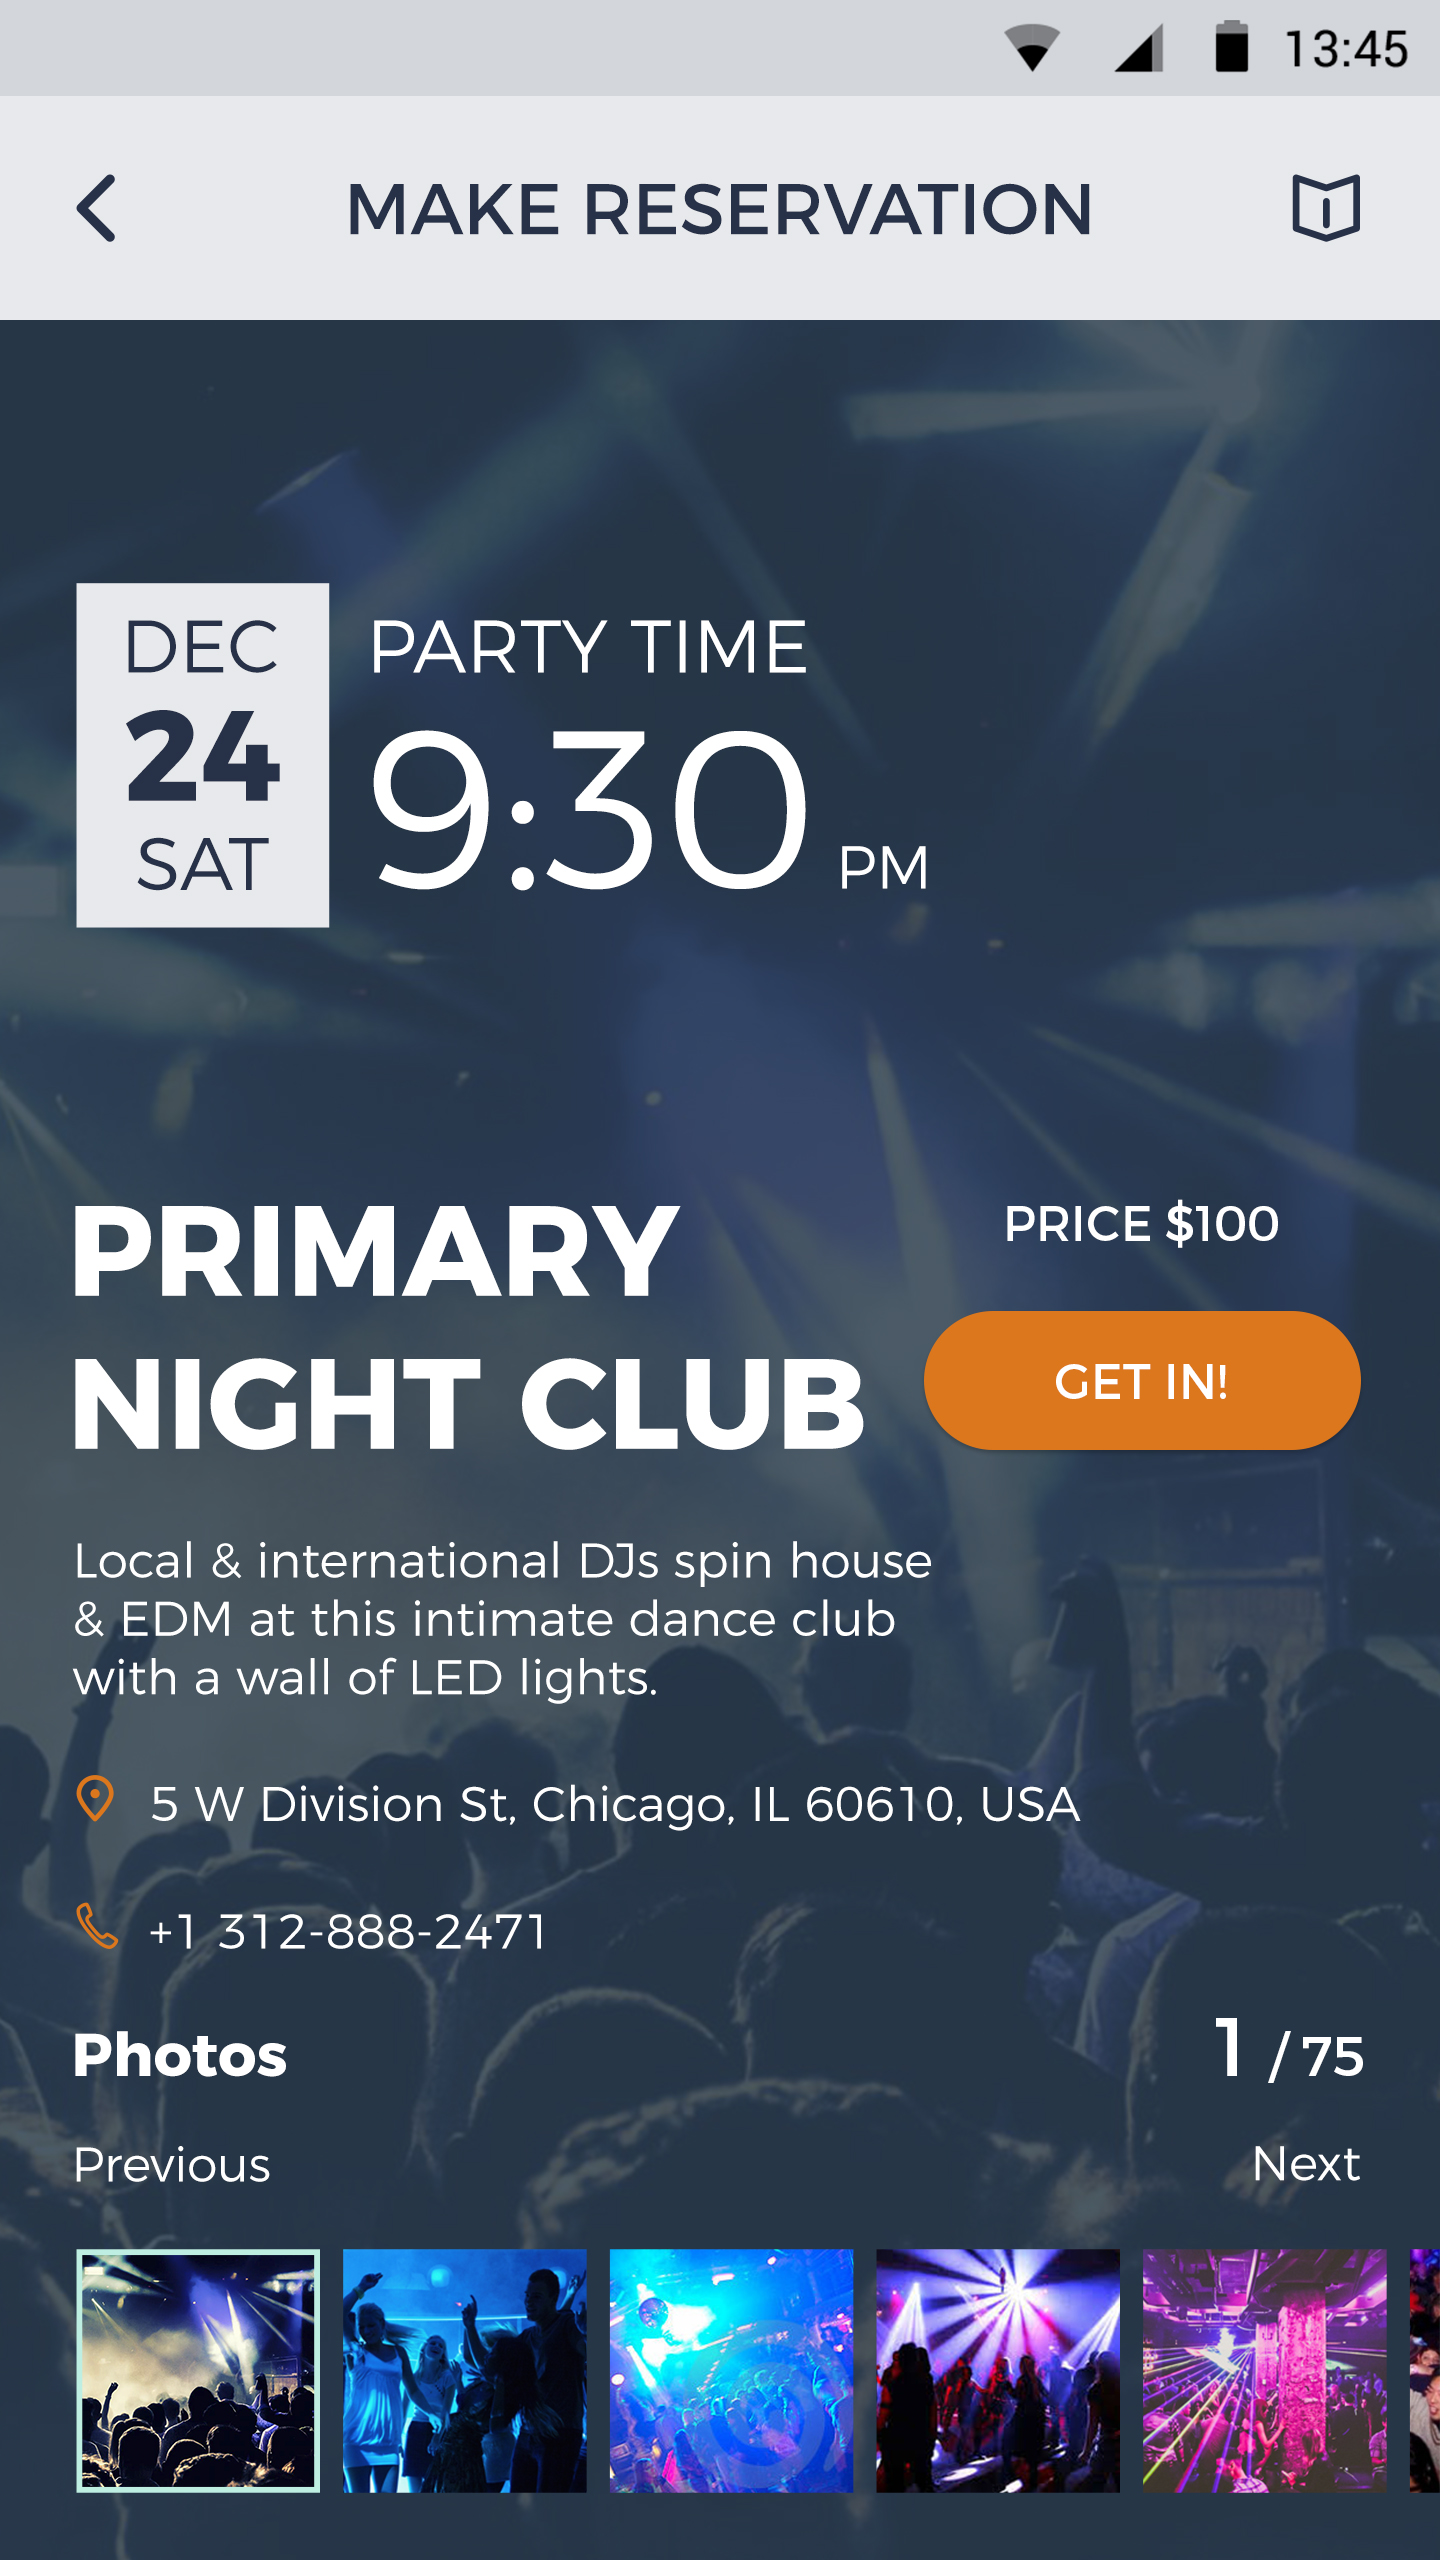 13:45
MAKE RESERVATION
DEC
24
SAT
PARTY TIME
9:30 PM
PRIMARY
NIGHT CLUB
PRICE $100
GET IN!
Local & international DJs spin house
& EDM at this intimate dance club
with a wall of LED lights.
5 W Division St, Chicago, IL 60610, USA
+1 312-888-2471
Photos
1 / 75
Previous
Next